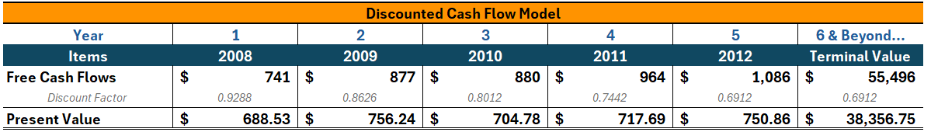 Discounted Cash Flow Model
Year 1 2 3 4 5 6 & Beyond...
Items 2008 2009 2010 2011 2012 Terminal Value
Free Cash Flows $ 741 $ 877 $ 880 $ 964 $ 1,086 $ 55,496
Discount Factor 0.9288 0.8626 0.8012 0.7442 0.6912 0.6912
Present Value $ 688.53 $ 756.24 $ 704.78 $ 717.69 $ 750.86 $ 38,356.75